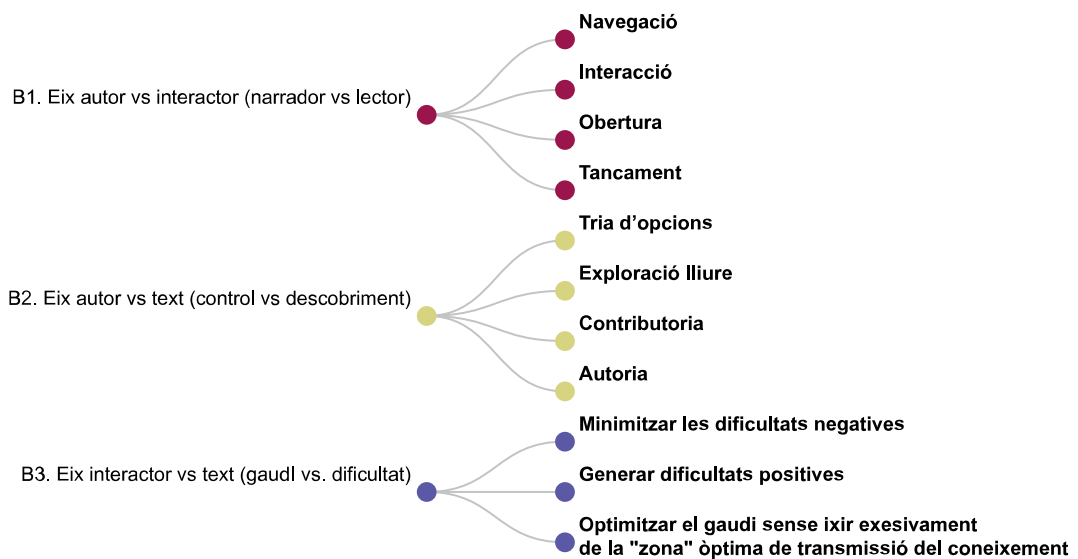 B1. Eix autor vs interactor (narrador vs lector)
Navegació
Interacció
Obertura
Tancament
B2. Eix autor vs text (control vs descobriment)
Tria d’opcions
Exploració lliure
Contributoria
Autoria
B3. Eix interactor vs text (gaudI vs. dificultat)
Minimitzar les dificultats negatives
Generar dificultats positives
Optimitzar el gaudi sense ixir exesivament
de la "zona" òptima de transmissió del coneixement